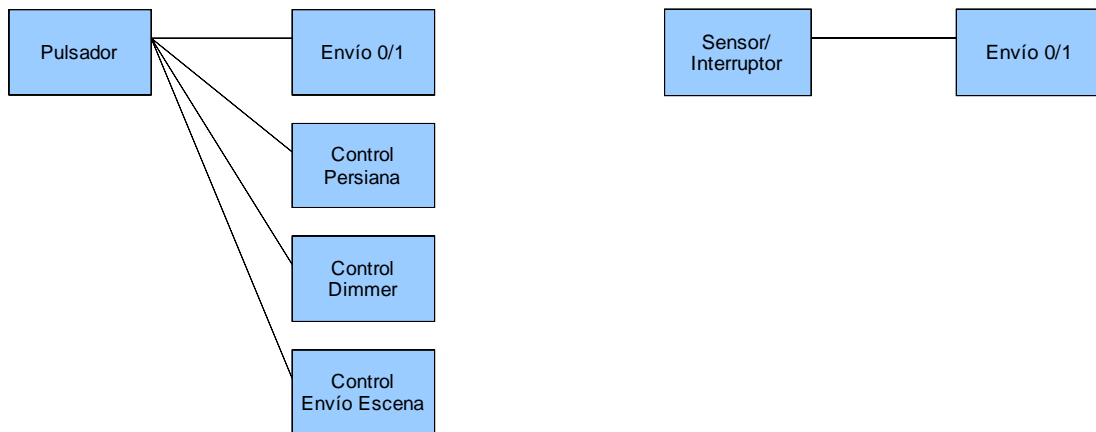 Pulsador
Envío 0/1
Sensor/
Interruptor
Envío 0/1
Control
Persiana
Control
Dimmer
Control
Envío Escena